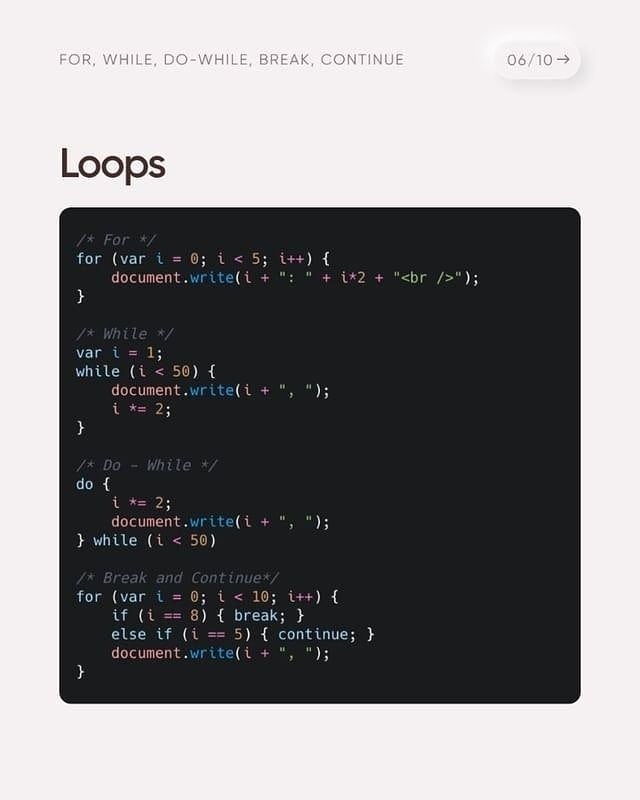 FOR, WHILE, DO-WHILE, BREAK, CONTINUE
06/10→
Loops
/* For */
for (var i = 0; i < 5; i++) {
    document.write(i + ": " + i*2 + "<br />");
}
/* While */
var i = 1;
while (i < 50) {
    document.write(i + ", ");
    i *= 2;
}
/* Do - While */
do {
    i *= 2;
    document.write(i + ", ");
} while (i < 50)
/* Break and Continue*/
for (var i = 0; i < 10; i++) {
    if (i == 8) { break; }
    else if (i == 5) { continue; }
    document.write(i + ", ");
}